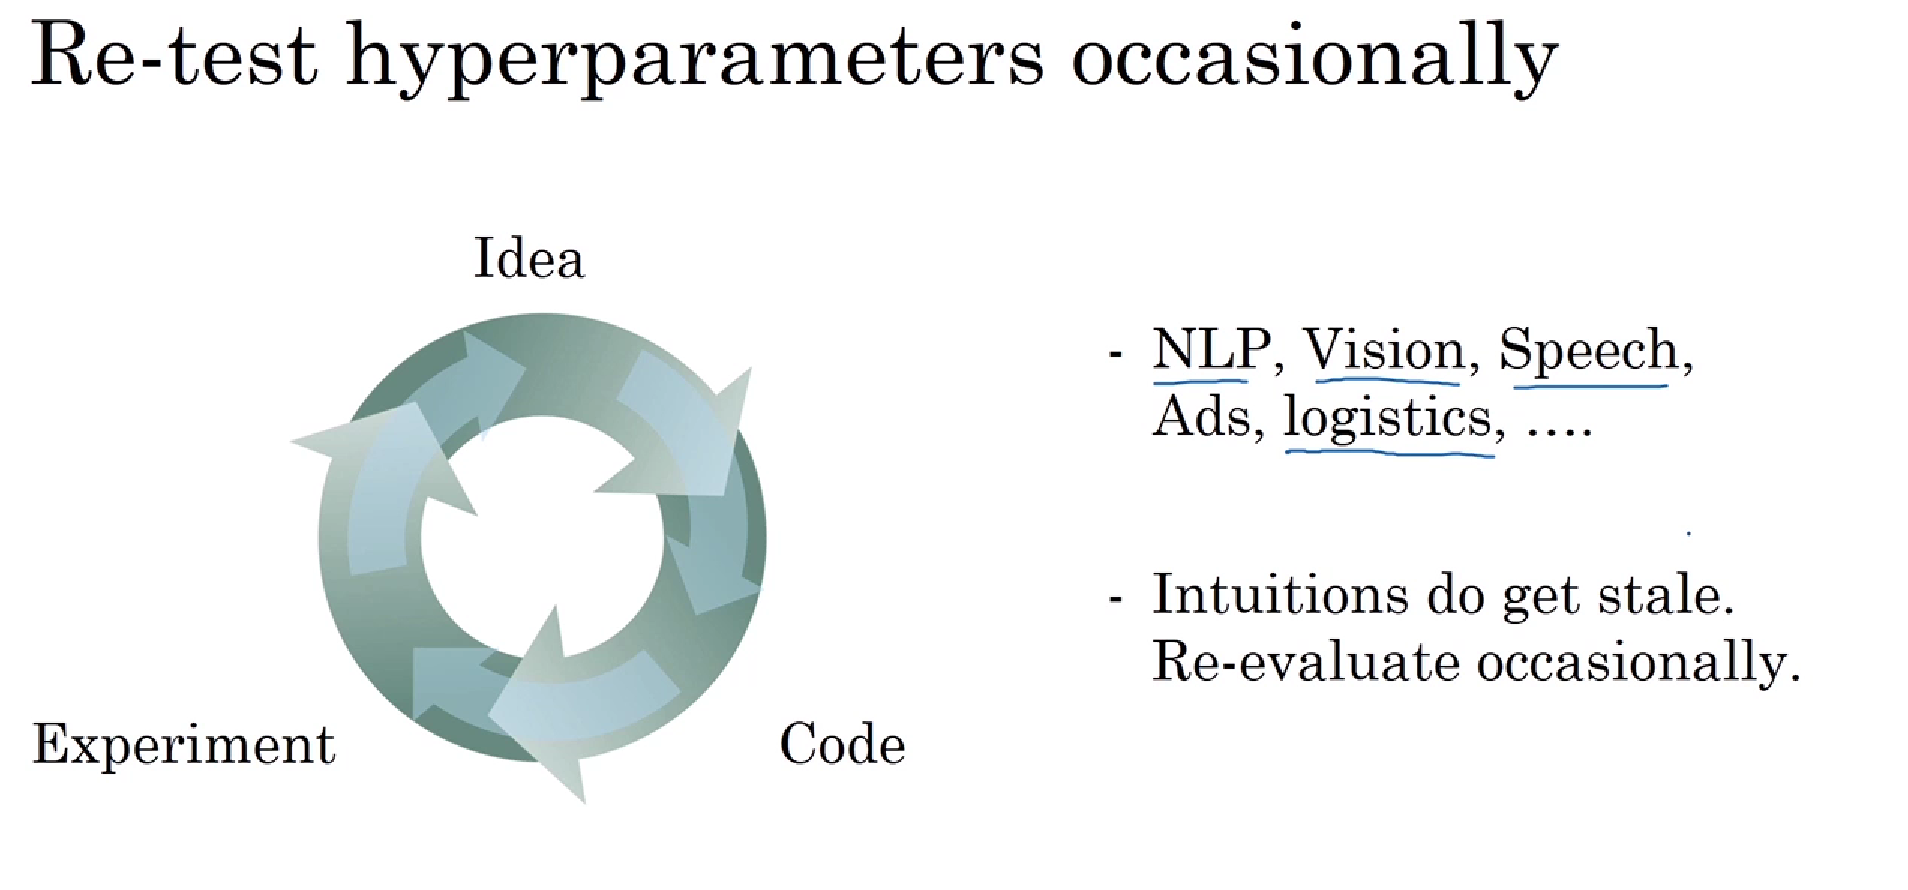 Re-test hyperparameters occasionally
Idea
Experiment
Code
- NLP, Vision, Speech,
Ads, logistics, ....
- Intuitions do get stale.
Re-evaluate occasionally.